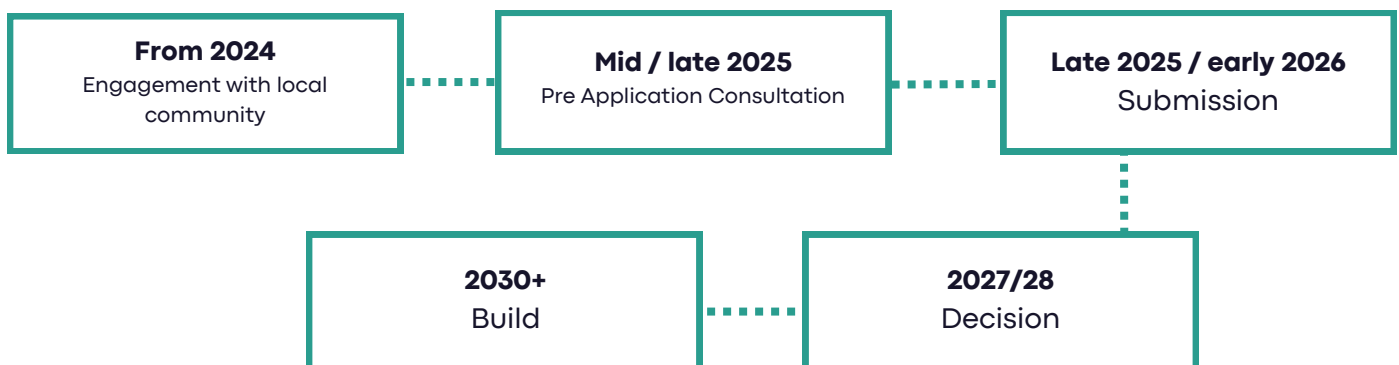 From 2024
Engagement with local
community
Mid / late 2025
Pre Application Consultation
Late 2025 / early 2026
Submission
2027/28
Decision
2030+
Build